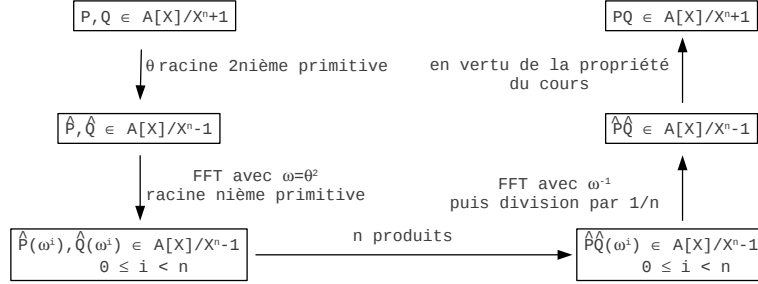 P,Q ∈ A[X]/Xⁿ+1
θ racine 2nième primitive
P̂,Q̂ ∈ A[X]/Xⁿ-1
FFT avec ω=θ²
racine nième primitive
P̂(ωⁱ),Q̂(ωⁱ) ∈ A[X]/Xⁿ-1
0 ≤ i < n
n produits
P̂Q̂(ωⁱ) ∈ A[X]/Xⁿ-1
0 ≤ i < n
FFT avec ω⁻¹
puis division par 1/n
P̂Q̂ ∈ A[X]/Xⁿ-1
en vertu de la propriété
du cours
PQ ∈ A[X]/Xⁿ+1